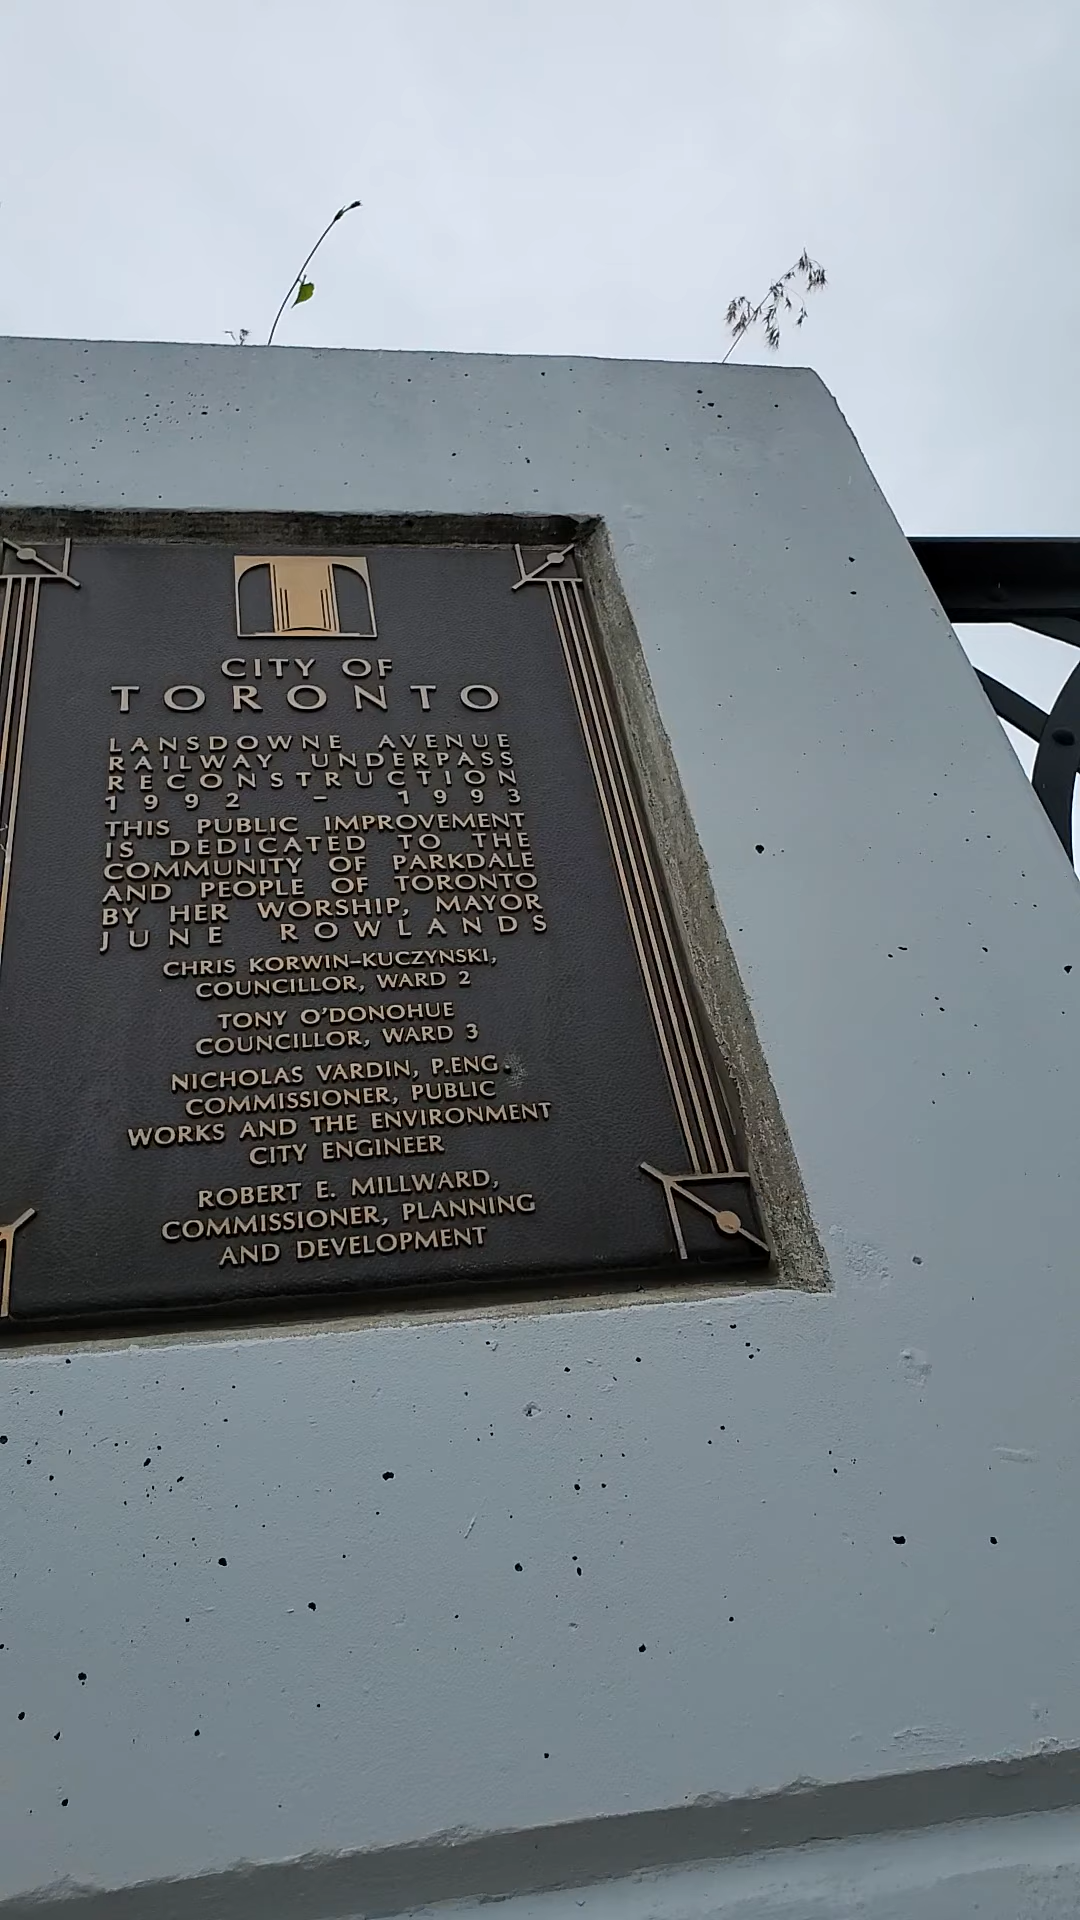 CITY OF
TORONTO
LANSDOWNE AVENUE
RAILWAY UNDERPASS
RECONSTRUCTION
1992 – 1993
THIS PUBLIC IMPROVEMENT
IS DEDICATED TO THE
COMMUNITY OF PARKDALE
AND PEOPLE OF TORONTO
BY HER WORSHIP, MAYOR
JUNE ROWLANDS
CHRIS KORWIN–KUCZYNSKI,
COUNCILLOR, WARD 2
TONY O'DONOHUE
COUNCILLOR, WARD 3
NICHOLAS VARDIN, P.ENG.
COMMISSIONER, PUBLIC
WORKS AND THE ENVIRONMENT
CITY ENGINEER
ROBERT E. MILLWARD,
COMMISSIONER, PLANNING
AND DEVELOPMENT